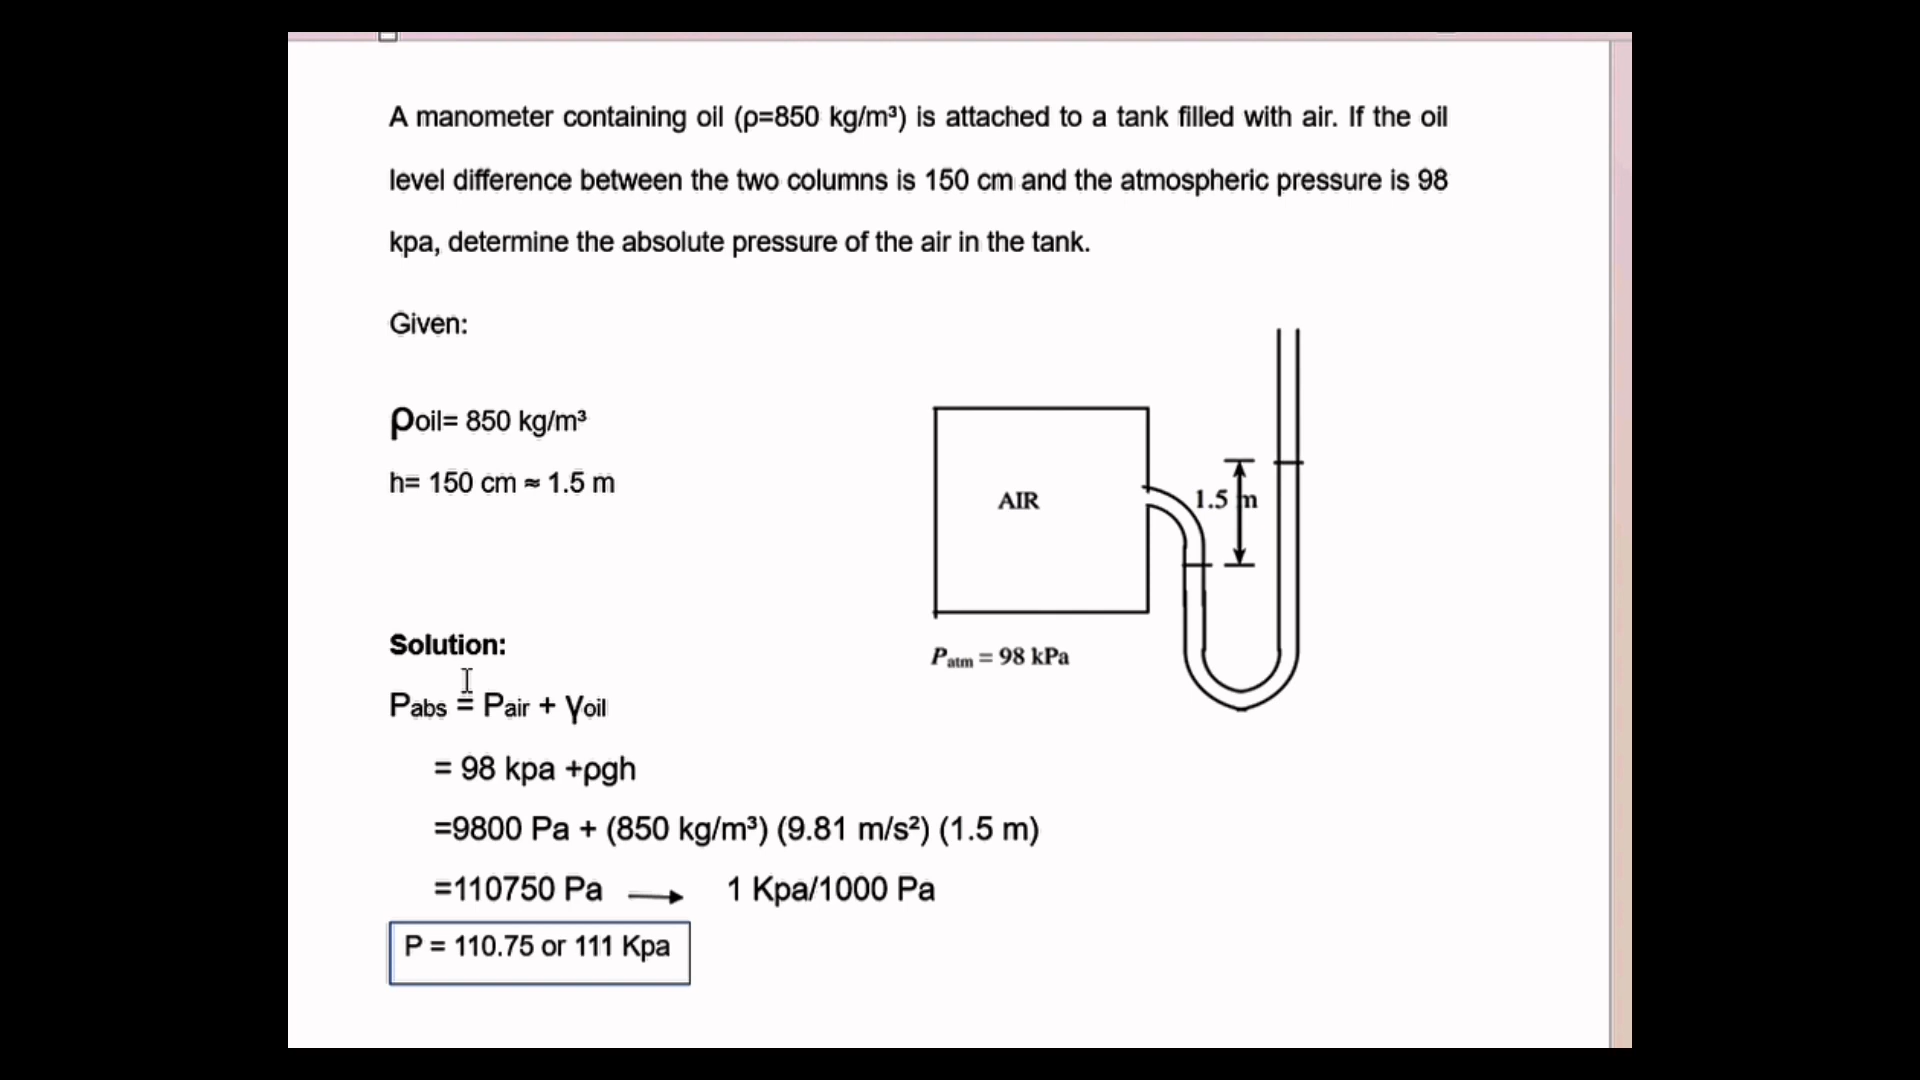 A manometer containing oil (ρ=850 kg/m³) is attached to a tank filled with air. If the oil
level difference between the two columns is 150 cm and the atmospheric pressure is 98
kpa, determine the absolute pressure of the air in the tank.
Given:
ρoil= 850 kg/m³
h= 150 cm ≈ 1.5 m
AIR
1.5 m
Patm = 98 kPa
Solution:
Pabs = Pair + γoil
= 98 kpa +ρgh
=9800 Pa + (850 kg/m³) (9.81 m/s²) (1.5 m)
=110750 Pa → 1 Kpa/1000 Pa
P = 110.75 or 111 Kpa